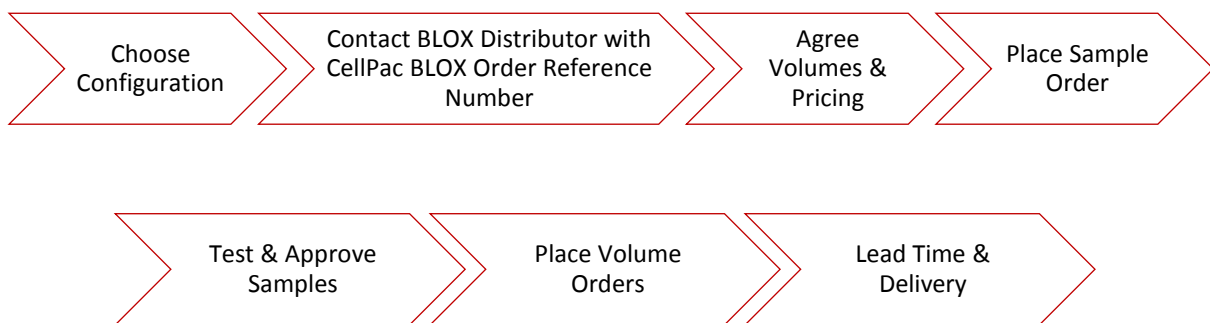 Choose
Configuration
Contact BLOX Distributor with
CellPac BLOX Order Reference
Number
Agree
Volumes &
Pricing
Place Sample
Order
Test & Approve
Samples
Place Volume
Orders
Lead Time &
Delivery